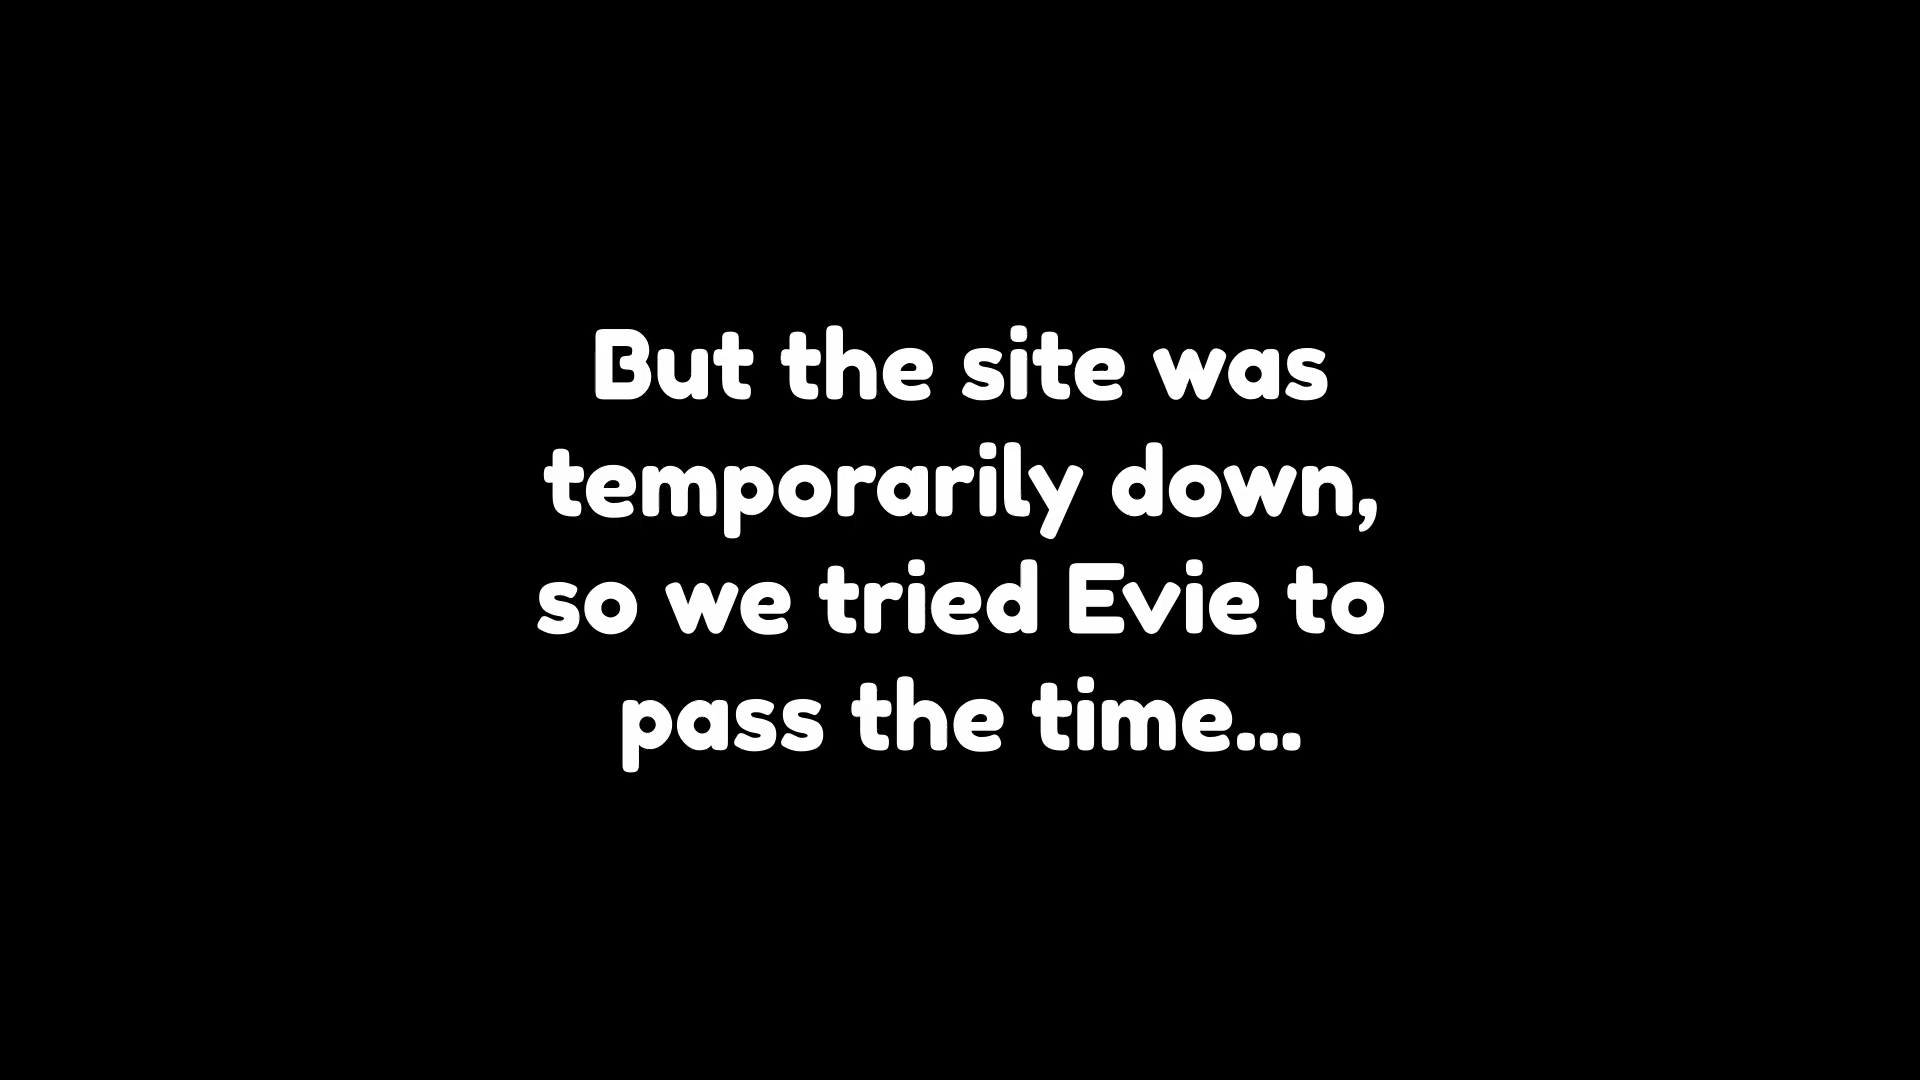 But the site was
temporarily down,
so we tried Evie to
pass the time...